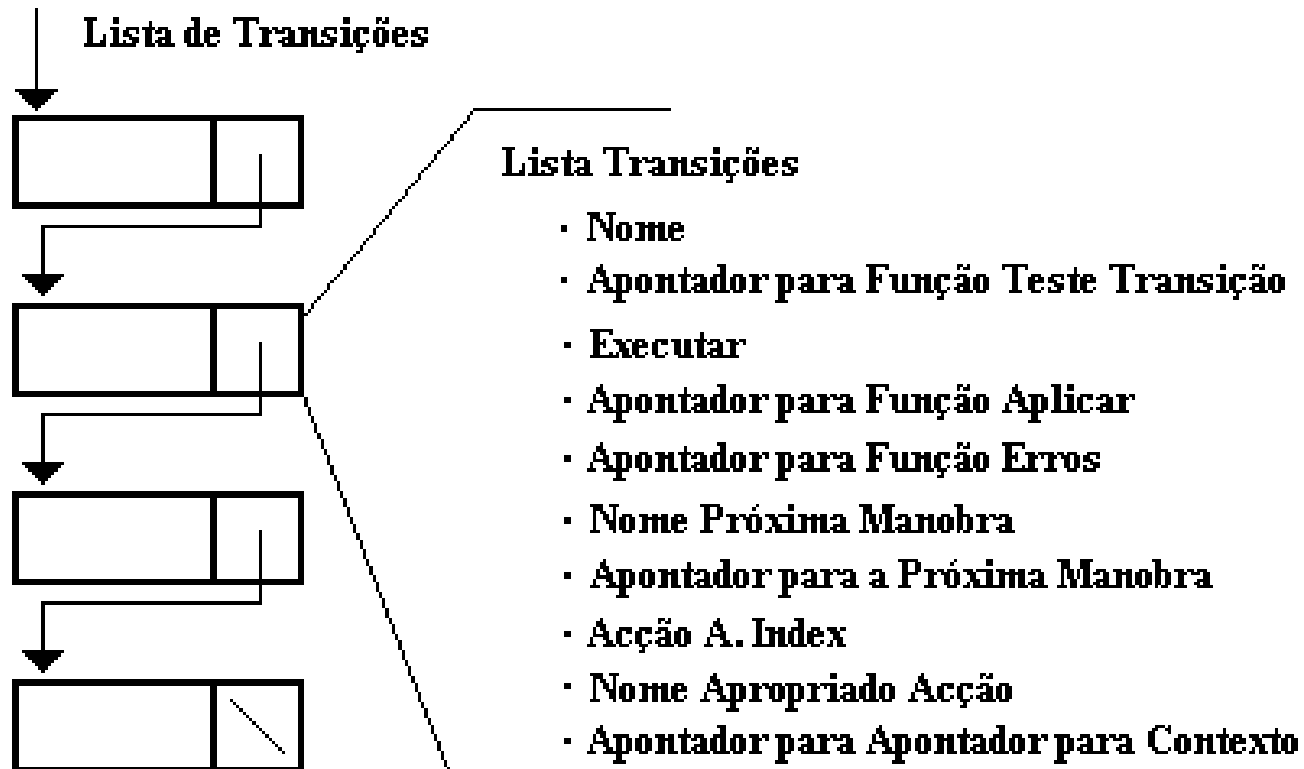 Lista de Transições
Lista Transições
· Nome
· Apontador para Função Teste Transição
· Executar
· Apontador para Função Aplicar
· Apontador para Função Erros
· Nome Próxima Manobra
· Apontador para a Próxima Manobra
· Acção A. Index
· Nome Apropriado Acção
· Apontador para Apontador para Contexto